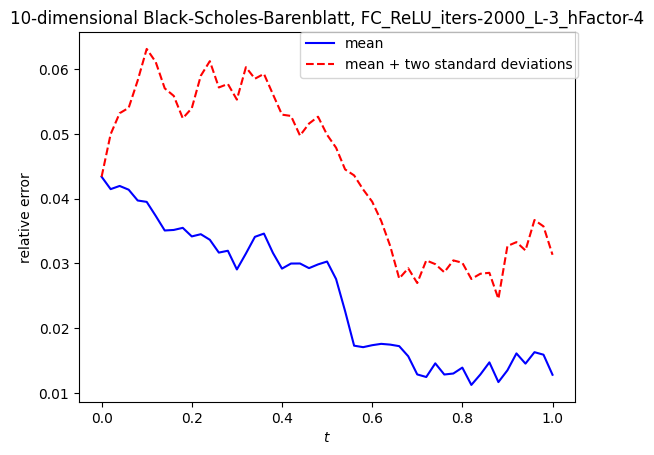 10-dimensional Black-Scholes-Barenblatt, FC_ReLU_iters-2000_L-3_hFactor-4
mean
mean + two standard deviations
relative error
0.06
0.05
0.04
0.03
0.02
0.01
0.0 0.2 0.4 0.6 0.8 1.0
t